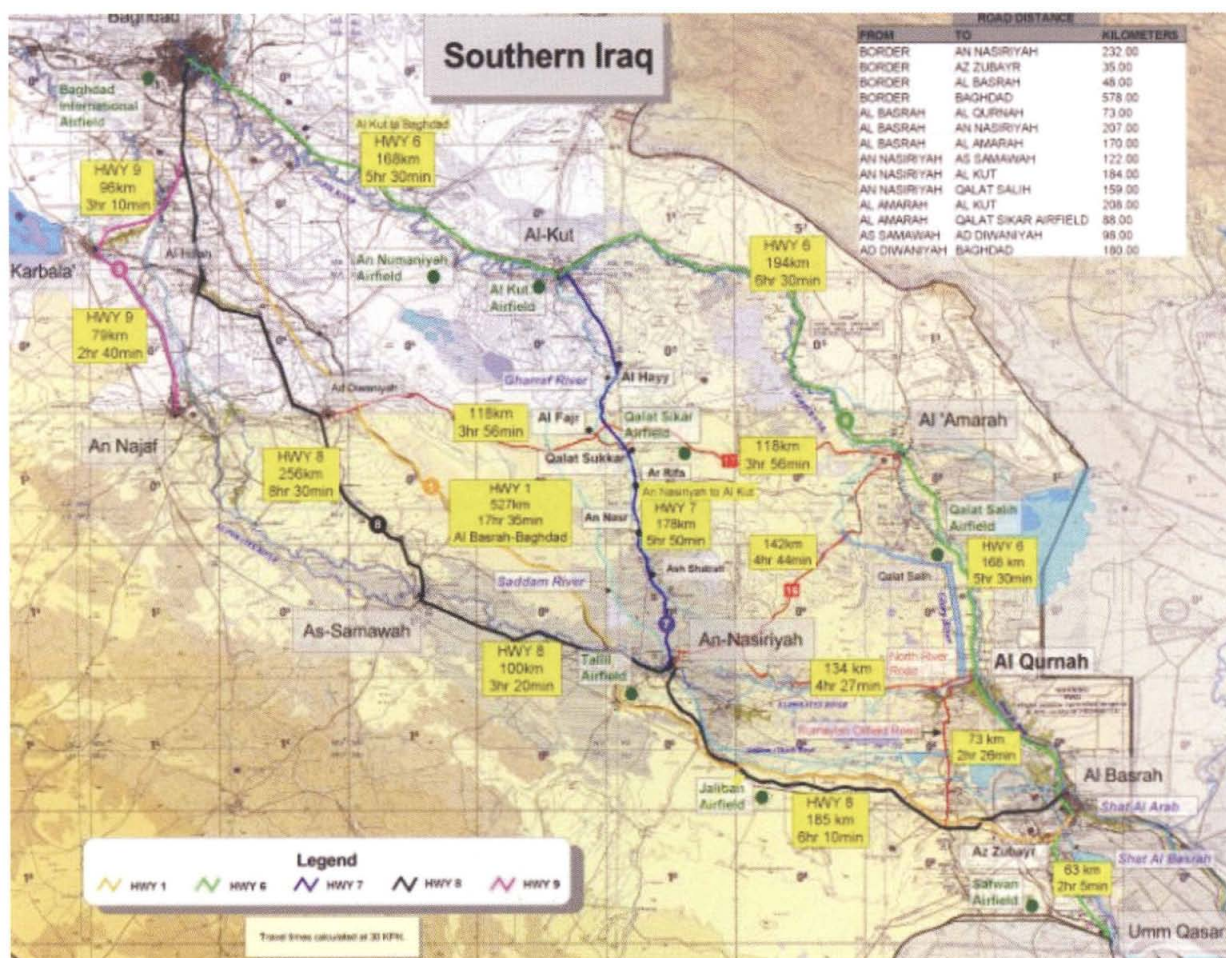 Baghdad
Southern Iraq
ROAD DISTANCE
FROM TO KILOMETERS
BORDER AN NASIRIYAH 232.00
BORDER AZ ZUBAYR 35.00
BORDER AL BASRAH 48.00
BORDER BAGHDAD 578.00
AL BASRAH AL QURNAH 73.00
AL BASRAH AN NASIRIYAH 207.00
AL BASRAH AL AMARAH 170.00
AN NASIRIYAH AS SAMAWAH 122.00
AN NASIRIYAH AL KUT 184.00
AN NASIRIYAH QALAT SALIH 159.00
AL AMARAH AL KUT 208.00
AL AMARAH QALAT SIKAR AIRFIELD 88.00
AS SAMAWAH AD DIWANIYAH 98.00
AD DIWANIYAH BAGHDAD 180.00
Baghdad
International
Airfield
Al Kut to Baghdad
HWY 6
168km
5hr 30min
HWY 9
96km
3hr 10min
Al-Kut
HWY 6
194km
6hr 30min
Karbala'
Al-Hillah
An Numaniyah
Airfield
Al Kut
Airfield
HWY 9
79km
2hr 40min
Gharraf River
Al Hayy
Ad Diwaniyah
118km
3hr 56min
Al Fajr
Qalat Sikar
Airfield
Al 'Amarah
An Najaf
Qalat Sukkar
17
118km
3hr 56min
HWY 8
256km
8hr 30min
Ar Rifa
An Nasiriyah to Al Kut
HWY 1
527km
17hr 35min
Al Basrah-Baghdad
HWY 7
178km
5hr 50min
An Nasr
Qalat Salih
Airfield
8
142km
4hr 44min
HWY 6
168 km
5hr 30min
Ash Shatrah
Qalat Salih
Saddam River
16
As-Samawah
7
An-Nasiriyah
HWY 8
100km
3hr 20min
Tallil
Airfield
134 km
4hr 27min
North River
Road
Al Qurnah
EUPHRATES RIVER
Rumaylah Oilfield Road
73 km
2hr 26min
Al Basrah
Jaliban
Airfield
HWY 8
185 km
6hr 10min
Shat Al Arab
Az Zubayr
Shat Al Basrah
63 km
2hr 5min
Safwan
Airfield
Umm Qasar
Legend
HWY 1 HWY 6 HWY 7 HWY 8 HWY 9
Travel times calculated at 30 KPH.